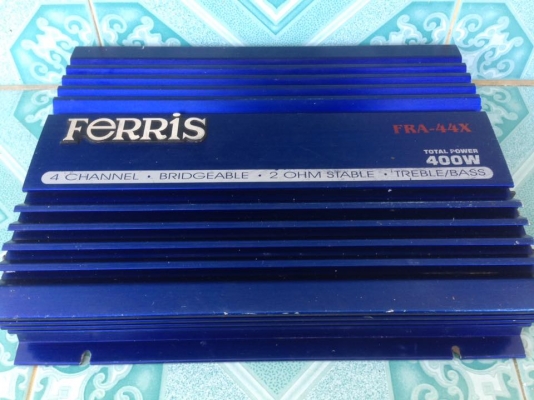 FERRiS
FRA-44X
TOTAL POWER
400W
4 CHANNEL • BRIDGEABLE • 2 OHM STABLE • TREBLE/BASS